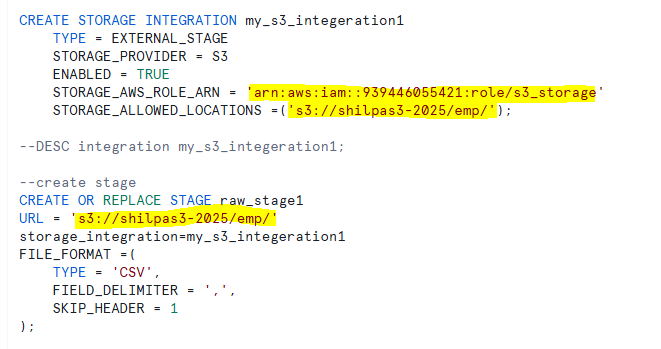 CREATE STORAGE INTEGRATION my_s3_integeration1
TYPE = EXTERNAL_STAGE
STORAGE_PROVIDER = S3
ENABLED = TRUE
STORAGE_AWS_ROLE_ARN = 'arn:aws:iam::939446055421:role/s3_storage'
STORAGE_ALLOWED_LOCATIONS =('s3://shilpas3-2025/emp/');
--DESC integration my_s3_integeration1;
--create stage
CREATE OR REPLACE STAGE raw_stage1
URL = 's3://shilpas3-2025/emp/'
storage_integration=my_s3_integeration1
FILE_FORMAT =(
TYPE = 'CSV',
FIELD_DELIMITER = ',',
SKIP_HEADER = 1
);